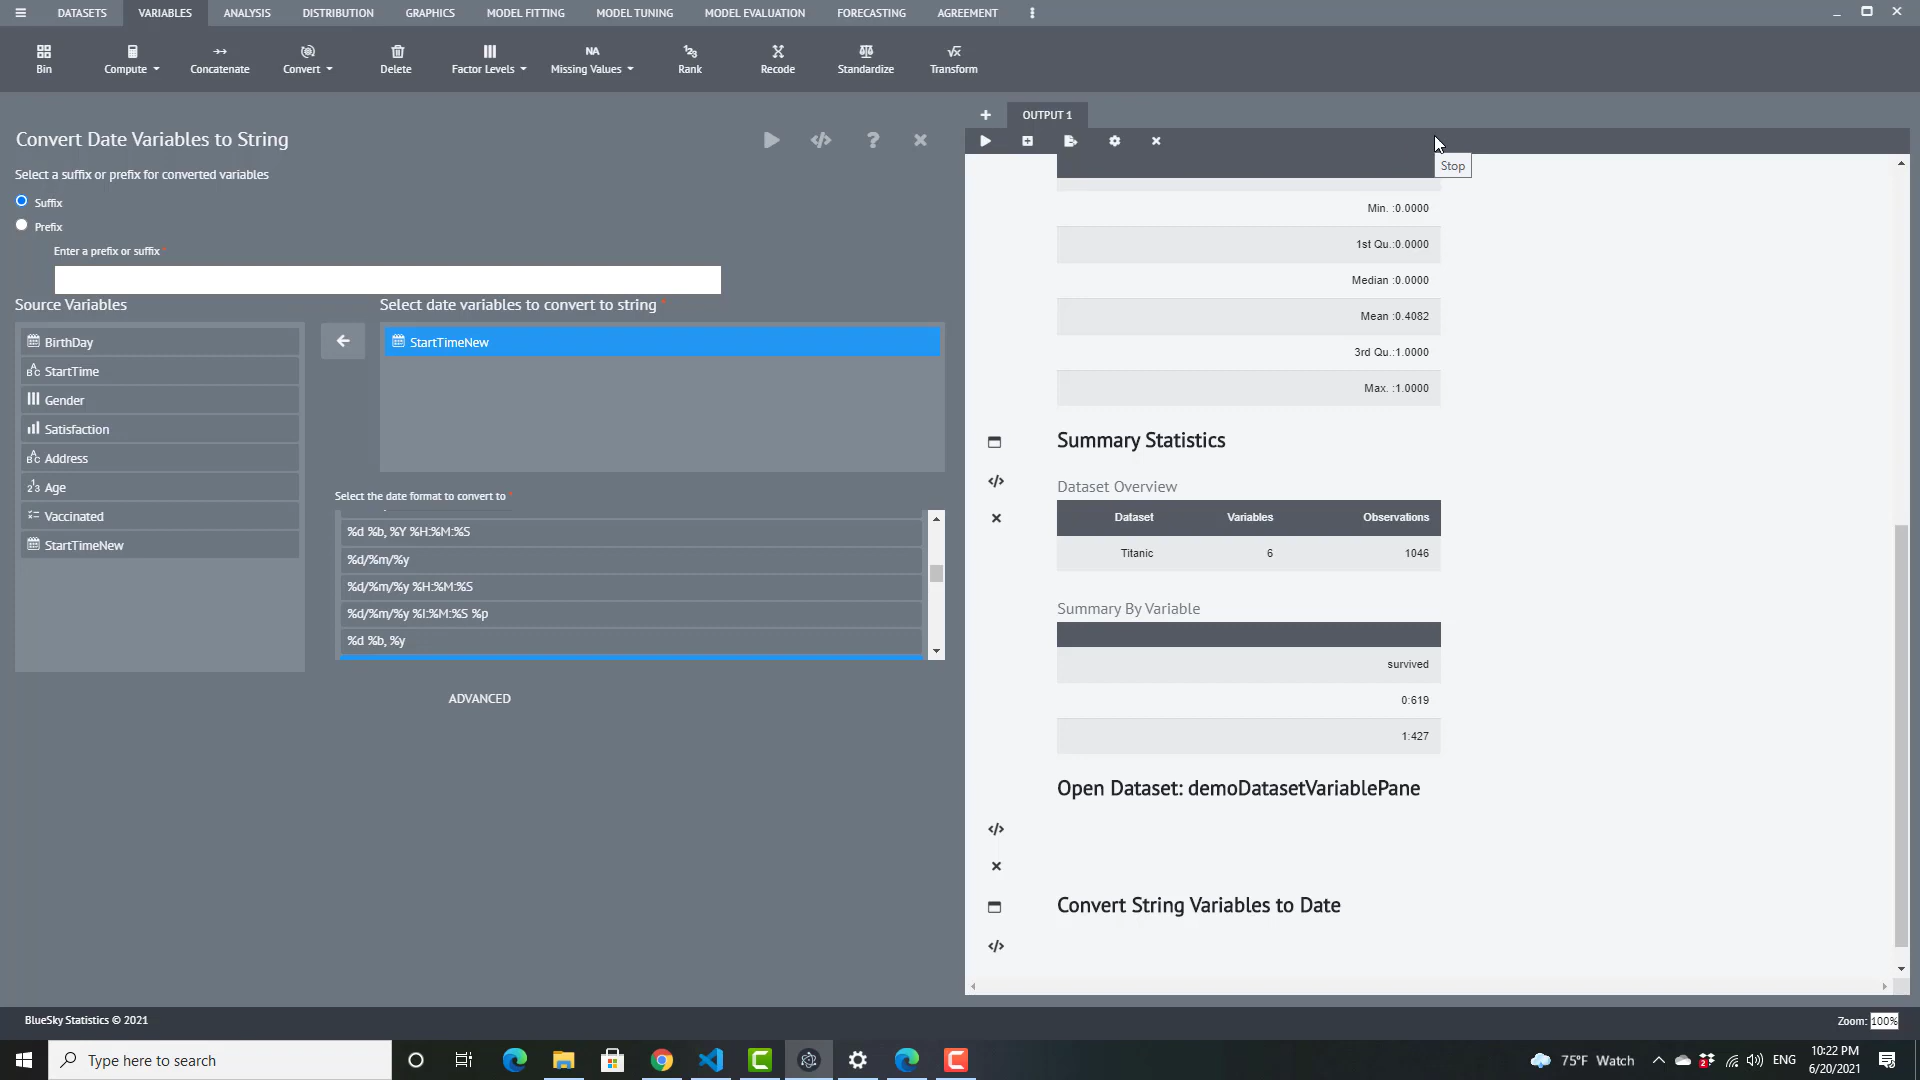 DATASETS
VARIABLES
ANALYSIS
DISTRIBUTION
GRAPHICS
MODEL FITTING
MODEL TUNING
MODEL EVALUATION
FORECASTING
AGREEMENT
Bin
Compute
Concatenate
Convert
Delete
Factor Levels
NA
Missing Values
Rank
Recode
Standardize
Transform
Convert Date Variables to String
Select a suffix or prefix for converted variables
Suffix
Prefix
Enter a prefix or suffix *
Source Variables
BirthDay
StartTime
Gender
Satisfaction
Address
Age
Vaccinated
StartTimeNew
Select date variables to convert to string *
StartTimeNew
Select the date format to convert to *
%d %b, %Y %H:%M:%S
%d/%m/%y
%d/%m/%y %H:%M:%S
%d/%m/%y %I:%M:%S %p
%d %b, %y
ADVANCED
OUTPUT 1
Stop
Min. :0.0000
1st Qu.:0.0000
Median :0.0000
Mean :0.4082
3rd Qu.:1.0000
Max. :1.0000
Summary Statistics
Dataset Overview
Dataset Variables Observations
Titanic 6 1046
Summary By Variable
survived
0:619
1:427
Open Dataset: demoDatasetVariablePane
Convert String Variables to Date
BlueSky Statistics © 2021
Zoom: 100%
Type here to search
75°F Watch
2
ENG
10:22 PM
6/20/2021